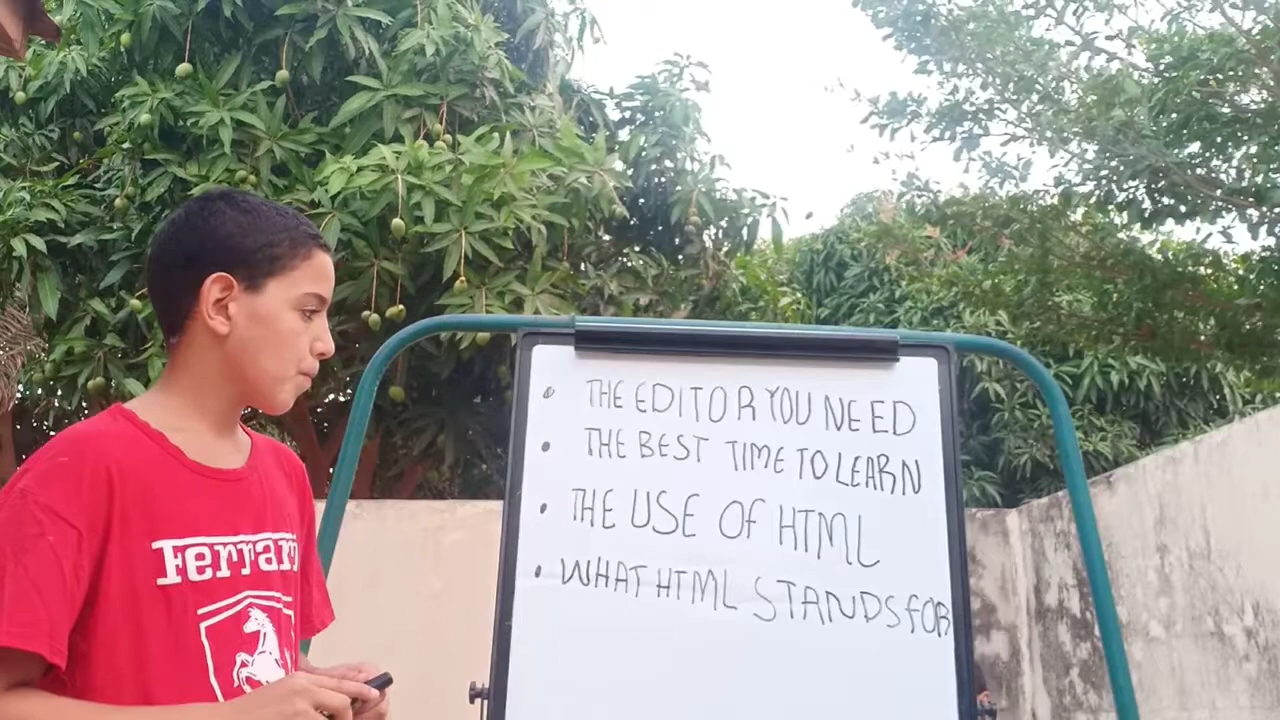 Ferrari
THE EDITOR YOU NEED
THE BEST TIME TO LEARN
THE USE OF HTML
WHAT HTML STANDS FOR